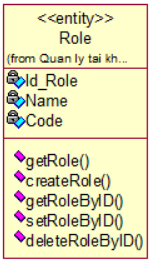 <<entity>>
Role
(from Quan ly tai kh...
Id_Role
Name
Code
getRole()
createRole()
getRoleByID()
setRoleByID()
deleteRoleByID()